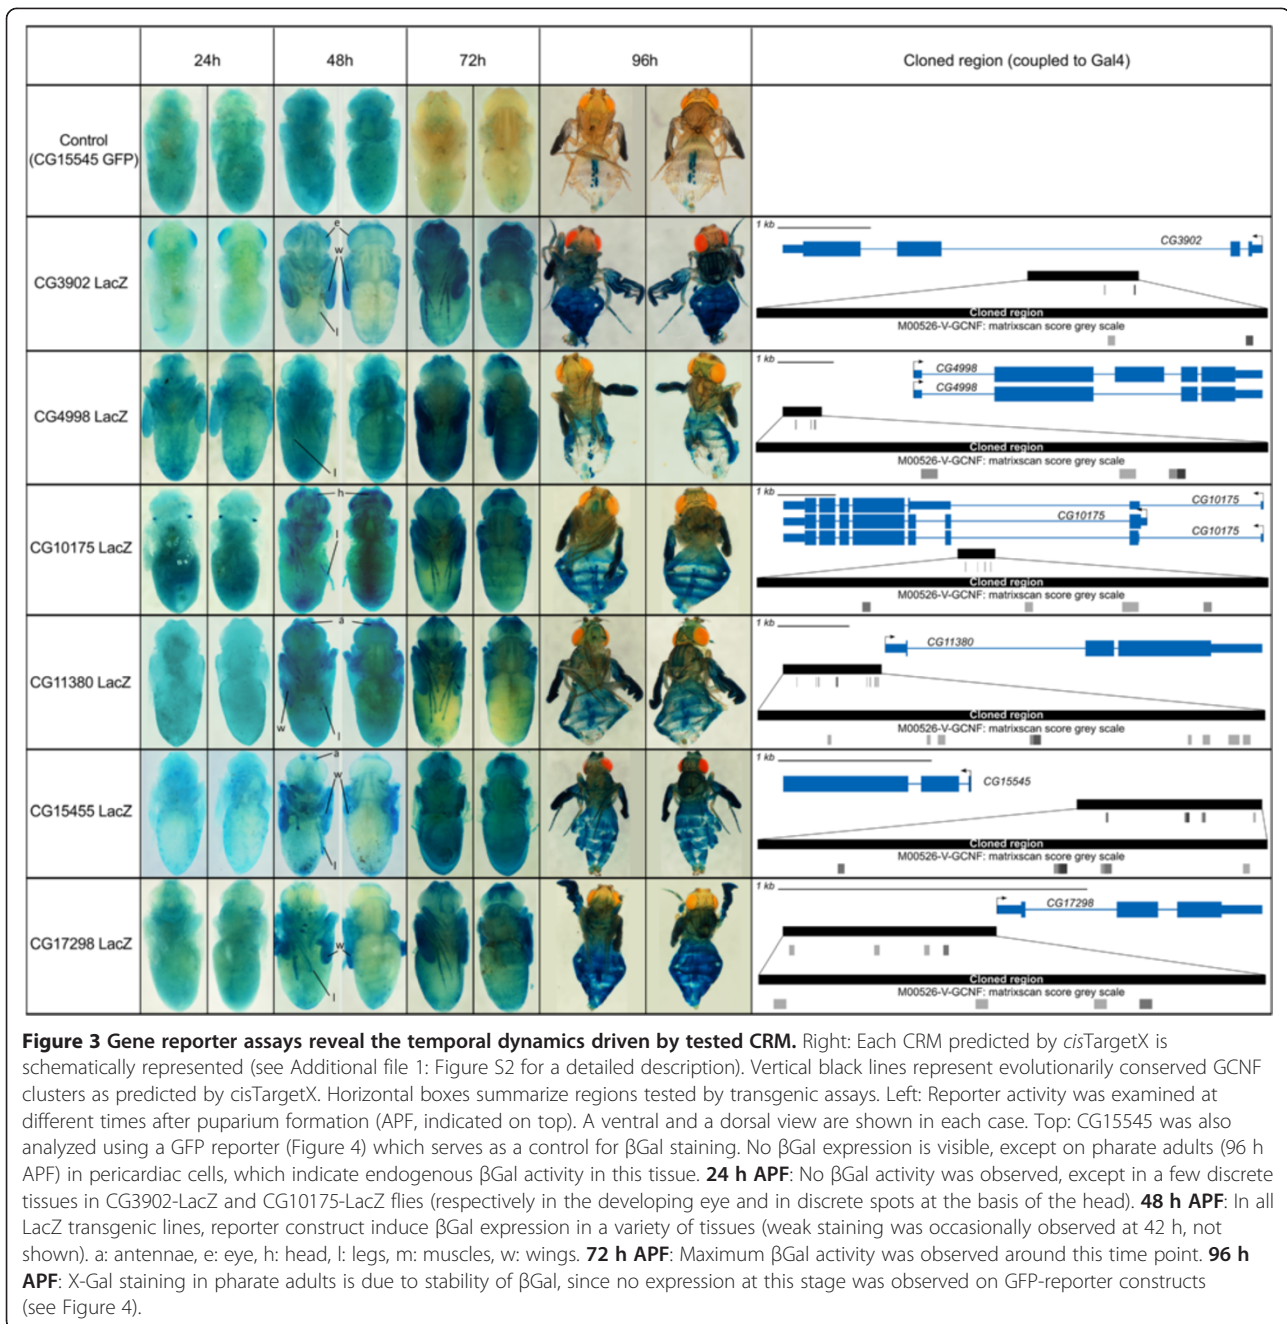 24h 48h 72h 96h Cloned region (coupled to Gal4)
Control
(CG15545 GFP)
CG3902 LacZ
e
w
l
1 kb
CG3902
Cloned region
M00526-V-GCNF: matrixscan score grey scale
CG4998 LacZ
l
1 kb
CG4998
CG4998
Cloned region
M00526-V-GCNF: matrixscan score grey scale
CG10175 LacZ
h
l
1 kb
CG10175
CG10175
CG10175
Cloned region
M00526-V-GCNF: matrixscan score grey scale
CG11380 LacZ
a
w
l
1 kb
CG11380
Cloned region
M00526-V-GCNF: matrixscan score grey scale
CG15455 LacZ
a
w
l
1 kb
CG15545
Cloned region
M00526-V-GCNF: matrixscan score grey scale
CG17298 LacZ
w
l
1 kb
CG17298
Cloned region
M00526-V-GCNF: matrixscan score grey scale
Figure 3 Gene reporter assays reveal the temporal dynamics driven by tested CRM. Right: Each CRM predicted by cisTargetX is
schematically represented (see Additional file 1: Figure S2 for a detailed description). Vertical black lines represent evolutionarily conserved GCNF
clusters as predicted by cisTargetX. Horizontal boxes summarize regions tested by transgenic assays. Left: Reporter activity was examined at
different times after puparium formation (APF, indicated on top). A ventral and a dorsal view are shown in each case. Top: CG15545 was also
analyzed using a GFP reporter (Figure 4) which serves as a control for βGal staining. No βGal expression is visible, except on pharate adults (96 h
APF) in pericardiac cells, which indicate endogenous βGal activity in this tissue. 24 h APF: No βGal activity was observed, except in a few discrete
tissues in CG3902-LacZ and CG10175-LacZ flies (respectively in the developing eye and in discrete spots at the basis of the head). 48 h APF: In all
LacZ transgenic lines, reporter construct induce βGal expression in a variety of tissues (weak staining was occasionally observed at 42 h, not
shown). a: antennae, e: eye, h: head, l: legs, m: muscles, w: wings. 72 h APF: Maximum βGal activity was observed around this time point. 96 h
APF: X-Gal staining in pharate adults is due to stability of βGal, since no expression at this stage was observed on GFP-reporter constructs
(see Figure 4).